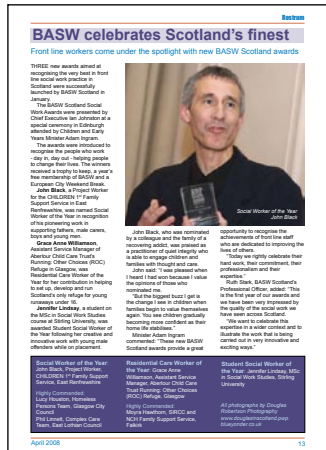 Rostrum
BASW celebrates Scotland's finest
Front line workers come under the spotlight with new BASW Scotland awards
THREE new awards aimed at
recognising the very best in front
line social work practice in
Scotland were successfully
launched by BASW Scotland in
January.
The BASW Scotland Social
Work Awards were presented by
Chief Executive Ian Johnston at a
special ceremony in Edinburgh
attended by Children and Early
Years Minister Adam Ingram.
The awards were introduced to
recognise the people who work
- day in, day out - helping people
to change their lives. The winners
received a trophy to keep, a year's
free membership of BASW and a
European City Weekend Break.
John Black, a Project Worker
for the CHILDREN 1ST Family
Support Service in East
Renfrewshire, was named Social
Worker of the Year in recognition
of his pioneering work in
supporting fathers, male carers,
boys and young men.
Grace Anne Williamson,
Assistant Service Manager of
Aberlour Child Care Trust's
Running: Other Choices (ROC)
Refuge in Glasgow, was
Residential Care Worker of the
Year for her contribution in helping
to set up, develop and run
Scotland's only refuge for young
runaways under 16.
Jennifer Lindsay, a student on
the MSc in Social Work Studies
course at Stirling University, was
awarded Student Social Worker of
the Year following her creative and
innovative work with young male
offenders while on placement.
Social Worker of the Year
John Black
John Black, who was nominated
by a colleague and the family of a
recovering addict, was praised as
a practitioner of quiet integrity who
is able to engage children and
families with thought and care.
John said: "I was pleased when
I heard I had won because I value
the opinions of those who
nominated me.
"But the biggest buzz I get is
the change I see in children when
families begin to value themselves
again. You see children gradually
becoming more confident as their
home life stabilises."
Minister Adam Ingram
commented: "These new BASW
Scotland awards provide a great
opportunity to recognise the
achievements of front line staff
who are dedicated to improving the
lives of others.
"Today we rightly celebrate their
hard work, their commitment, their
professionalism and their
expertise."
Ruth Stark, BASW Scotland's
Professional Officer, added: "This
is the first year of our awards and
we have been very impressed by
the quality of the social work we
have seen across Scotland.
"We want to celebrate this
expertise in a wider context and to
illustrate the work that is being
carried out in very innovative and
exciting ways."
Social Worker of the Year:
John Black, Project Worker,
CHILDREN 1ST Family Support
Service, East Renfrewshire
Highly Commended:
Lucy Houston, Homeless
Persons Team, Glasgow City
Council
Phil Linnett, Complex Care
Team, East Lothian Council
Residential Care Worker of
the Year: Grace Anne
Williamson, Assistant Service
Manager, Aberlour Child Care
Trust Running: Other Choices
(ROC) Refuge, Glasgow
Highly Commended:
Moyra Hawthorn, SIRCC and
NCH Family Support Service,
Falkirk
Student Social Worker of
the Year: Jennifer Lindsay, MSc
in Social Work Studies, Stirling
University
All photographs by Douglas
Robertson Photography
www.douglasinscotland.pwp.
blueyonder.co.uk
April 2008
13